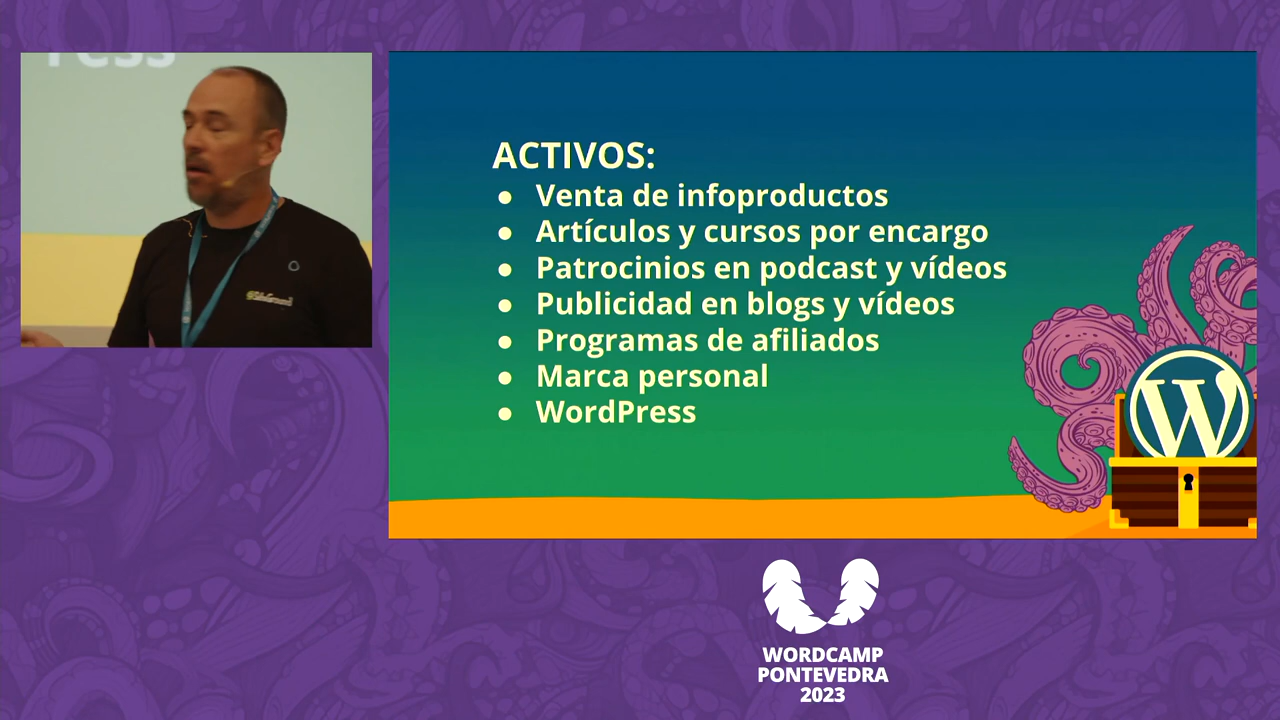 ress
ACTIVOS:
● Venta de infoproductos
● Artículos y cursos por encargo
● Patrocinios en podcast y vídeos
● Publicidad en blogs y vídeos
● Programas de afiliados
● Marca personal
● WordPress
W
WORDCAMP
PONTEVEDRA
2023